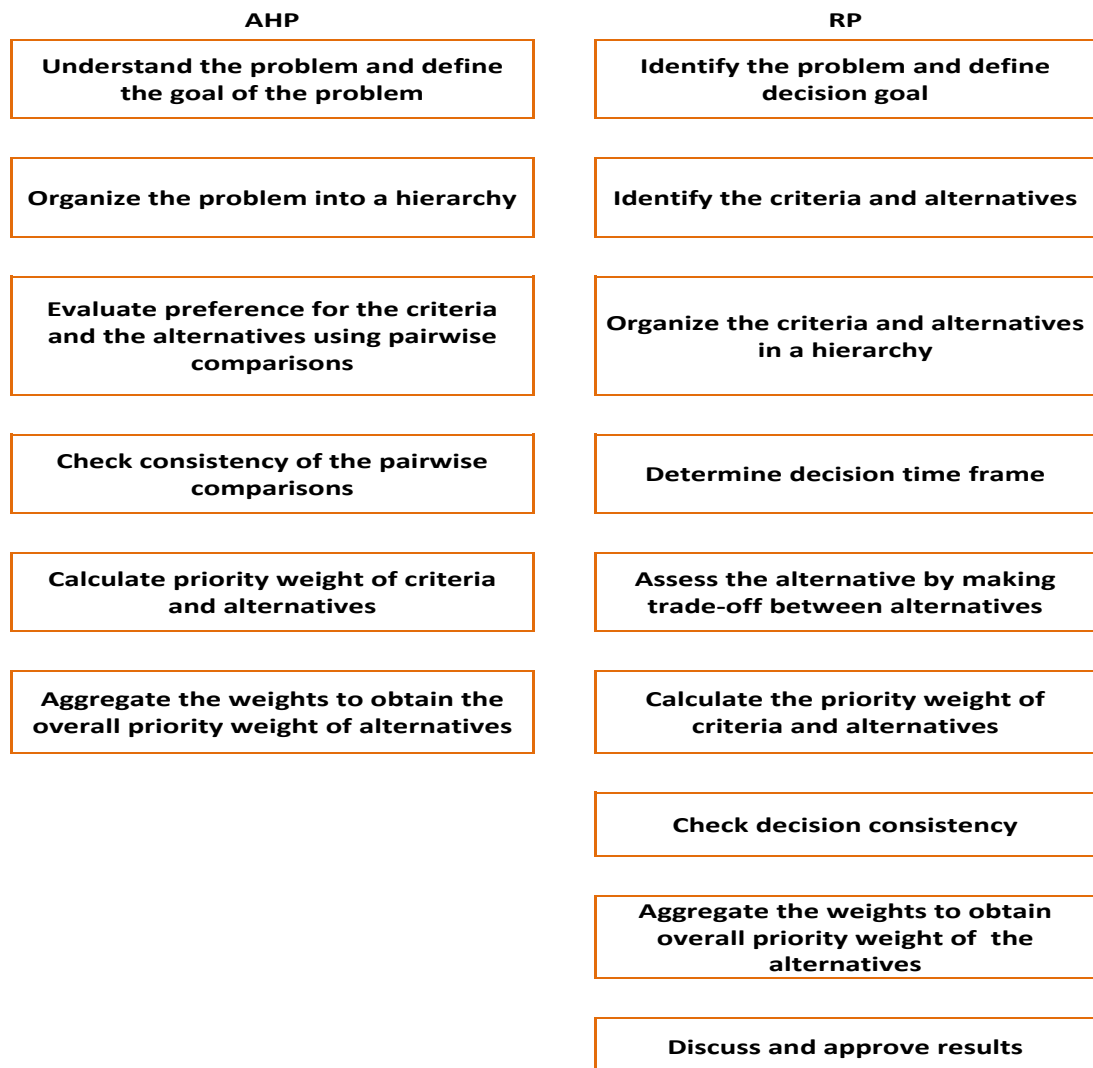 AHP
Understand the problem and define
the goal of the problem
Organize the problem into a hierarchy
Evaluate preference for the criteria
and the alternatives using pairwise
comparisons
Check consistency of the pairwise
comparisons
Calculate priority weight of criteria
and alternatives
Aggregate the weights to obtain the
overall priority weight of alternatives
RP
Identify the problem and define
decision goal
Identify the criteria and alternatives
Organize the criteria and alternatives
in a hierarchy
Determine decision time frame
Assess the alternative by making
trade-off between alternatives
Calculate the priority weight of
criteria and alternatives
Check decision consistency
Aggregate the weights to obtain
overall priority weight of the
alternatives
Discuss and approve results